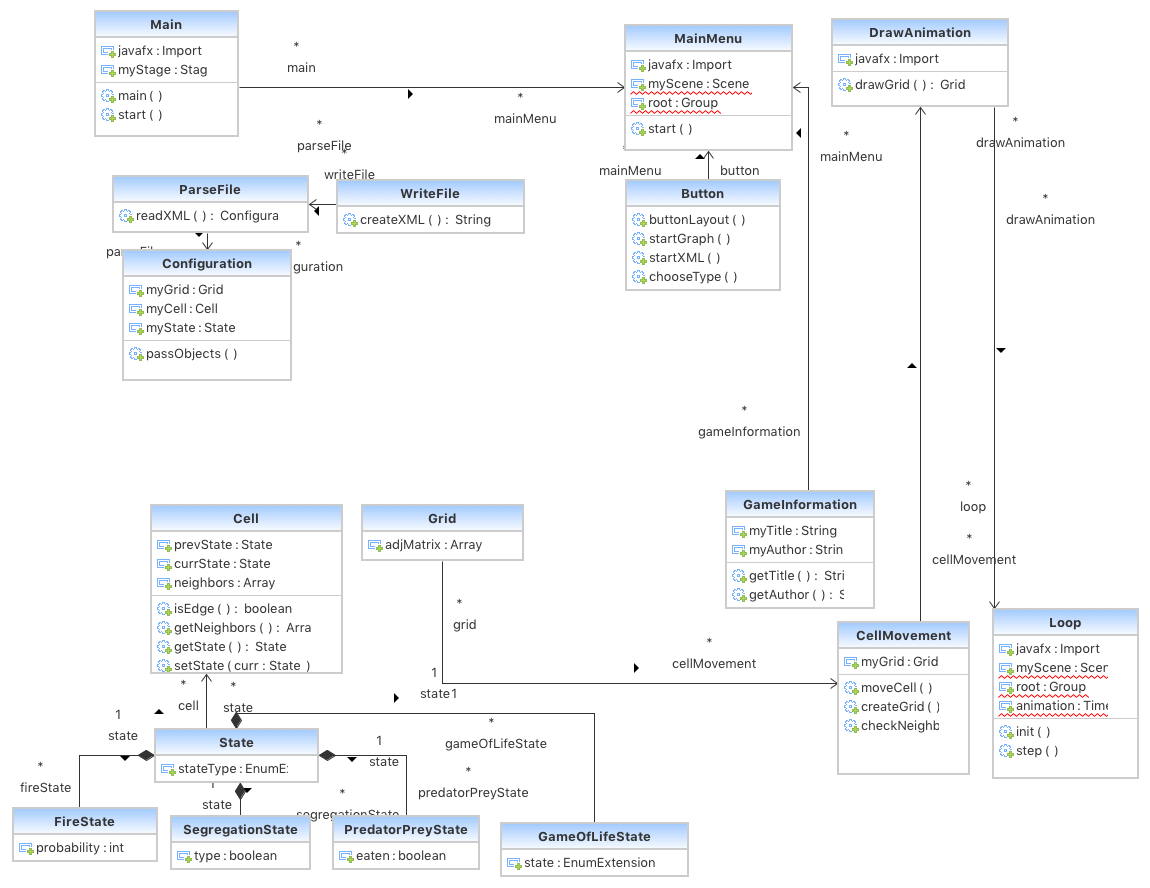 Main
javafx : Import
myStage : Stag
main ( )
start ( )
*
main
*
mainMenu
MainMenu
javafx : Import
myScene : Scene
root : Group
start ( )
DrawAnimation
javafx : Import
drawGrid ( ) : Grid
*
drawAnimation
*
drawAnimation
*
mainMenu
*
parseFile
*
writeFile
mainMenu
button
ParseFile
readXML ( ) : Configura
WriteFile
createXML ( ) : String
Button
buttonLayout ( )
startGraph ( )
startXML ( )
chooseType ( )
*
guration
Configuration
myGrid : Grid
myCell : Cell
myState : State
passObjects ( )
*
gameInformation
*
loop
*
cellMovement
GameInformation
myTitle : String
myAuthor : Strin
getTitle ( ) : Stri
getAuthor ( ) : S
Cell
prevState : State
currState : State
neighbors : Array
isEdge ( ) : boolean
getNeighbors ( ) : Arra
getState ( ) : State
setState ( curr : State )
Grid
adjMatrix : Array
*
grid
*
cellMovement
1
state1
CellMovement
myGrid : Grid
moveCell ( )
createGrid ( )
checkNeighb
Loop
javafx : Import
myScene : Scer
root : Group
animation : Time
init ( )
step ( )
*
cell
*
state
1
state
*
gameOfLifeState
State
stateType : EnumE
1
state
*
fireState
*
predatorPreyState
state
*
segregationState
FireState
probability : int
SegregationState
type : boolean
PredatorPreyState
eaten : boolean
GameOfLifeState
state : EnumExtension